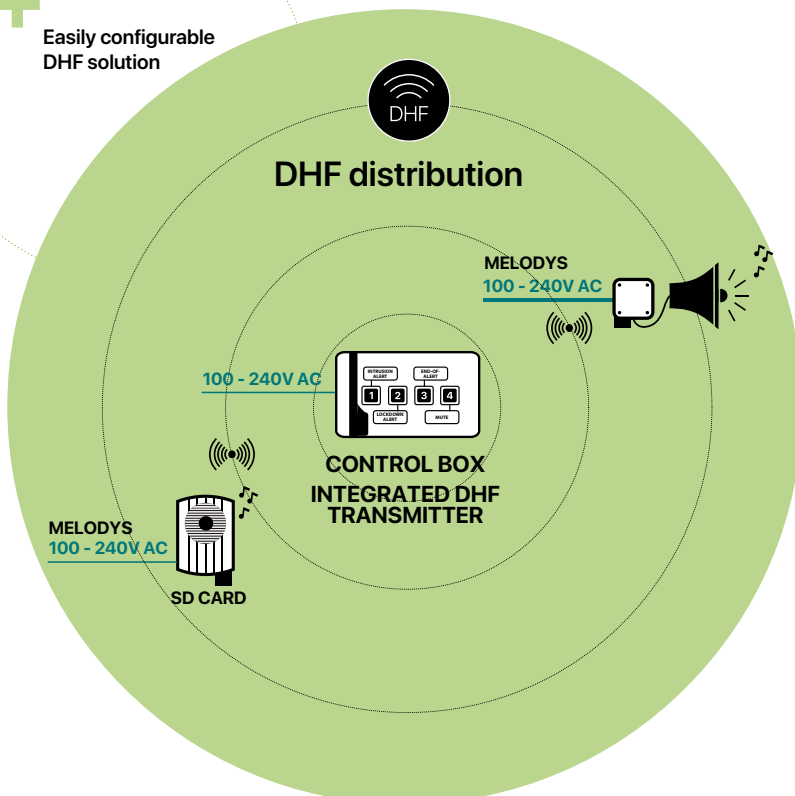 Easily configurable
DHF solution
DHF
DHF distribution
MELODYS
100 - 240V AC
100 - 240V AC
INTRUSION
ALERT
END-OF-
ALERT
1 2 3 4
LOCKDOWN
ALERT
MUTE
CONTROL BOX
INTEGRATED DHF
TRANSMITTER
MELODYS
100 - 240V AC
SD CARD